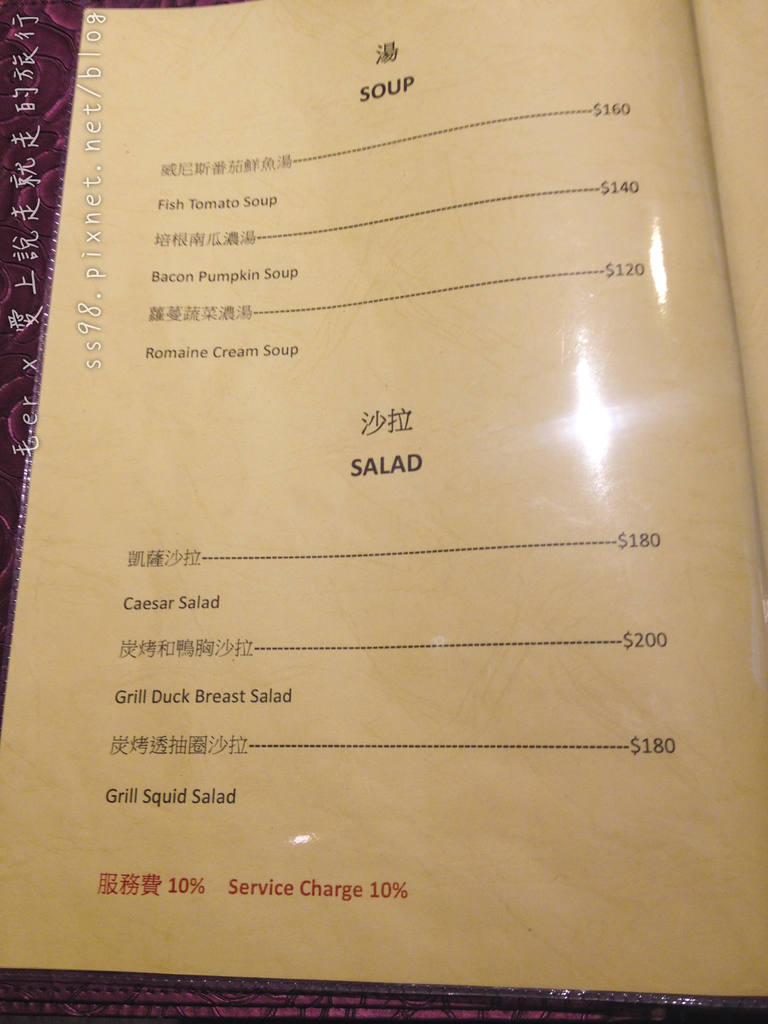 湯
SOUP
威尼斯番茄鮮魚湯--------------------$160
Fish Tomato Soup
培根南瓜濃湯--------------------$140
Bacon Pumpkin Soup
蘿蔓蔬菜濃湯--------------------$120
Romaine Cream Soup
沙拉
SALAD
凱薩沙拉--------------------$180
Caesar Salad
炭烤和鴨胸沙拉--------------------$200
Grill Duck Breast Salad
炭烤透抽圈沙拉--------------------$180
Grill Squid Salad
服務費 10% Service Charge 10%
毛er x 愛上說走就走的旅行
ss98.pixnet.net/blog